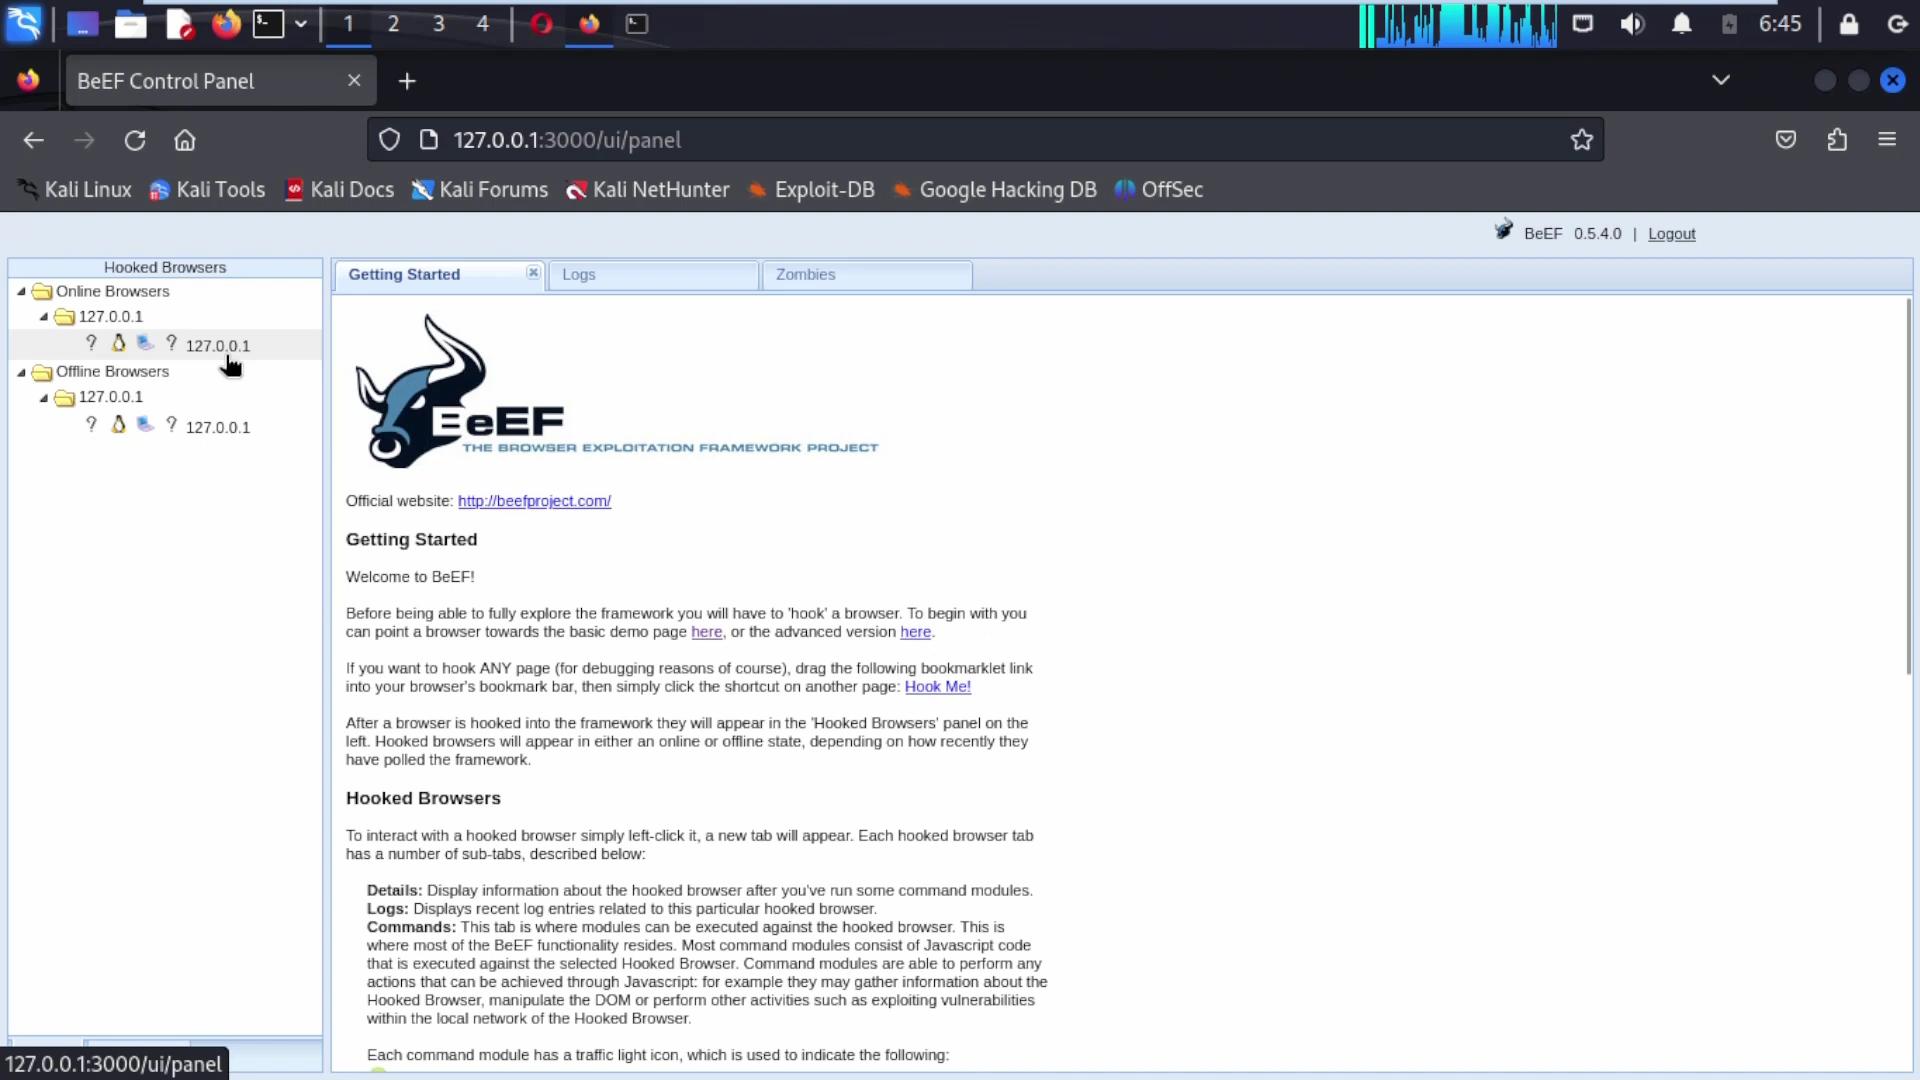 1 2 3 4 6:45
BeEF Control Panel
127.0.0.1:3000/ui/panel
Kali Linux Kali Tools Kali Docs Kali Forums Kali NetHunter Exploit-DB Google Hacking DB OffSec
BeEF 0.5.4.0 | Logout
Hooked Browsers
Online Browsers
127.0.0.1
? ? 127.0.0.1
Offline Browsers
127.0.0.1
? ? 127.0.0.1
Getting Started Logs Zombies
BeEF
THE BROWSER EXPLOITATION FRAMEWORK PROJECT
Official website: http://beefproject.com/
Getting Started
Welcome to BeEF!
Before being able to fully explore the framework you will have to 'hook' a browser. To begin with you
can point a browser towards the basic demo page here, or the advanced version here.
If you want to hook ANY page (for debugging reasons of course), drag the following bookmarklet link
into your browser's bookmark bar, then simply click the shortcut on another page: Hook Me!
After a browser is hooked into the framework they will appear in the 'Hooked Browsers' panel on the
left. Hooked browsers will appear in either an online or offline state, depending on how recently they
have polled the framework.
Hooked Browsers
To interact with a hooked browser simply left-click it, a new tab will appear. Each hooked browser tab
has a number of sub-tabs, described below:
Details: Display information about the hooked browser after you've run some command modules.
Logs: Displays recent log entries related to this particular hooked browser.
Commands: This tab is where modules can be executed against the hooked browser. This is
where most of the BeEF functionality resides. Most command modules consist of Javascript code
that is executed against the selected Hooked Browser. Command modules are able to perform any
actions that can be achieved through Javascript: for example they may gather information about the
Hooked Browser, manipulate the DOM or perform other activities such as exploiting vulnerabilities
within the local network of the Hooked Browser.
Each command module has a traffic light icon, which is used to indicate the following:
127.0.0.1:3000/ui/panel